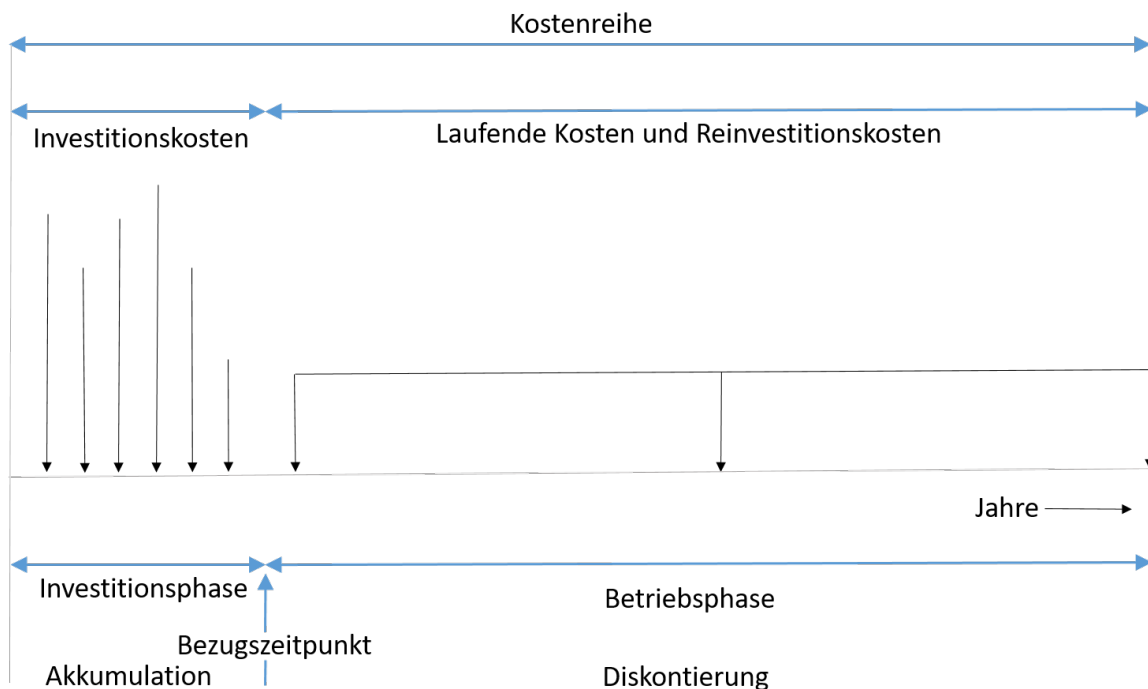 Kostenreihe
Investitionskosten
Laufende Kosten und Reinvestitionskosten
Jahre
Investitionsphase
Betriebsphase
Bezugszeitpunkt
Akkumulation
Diskontierung